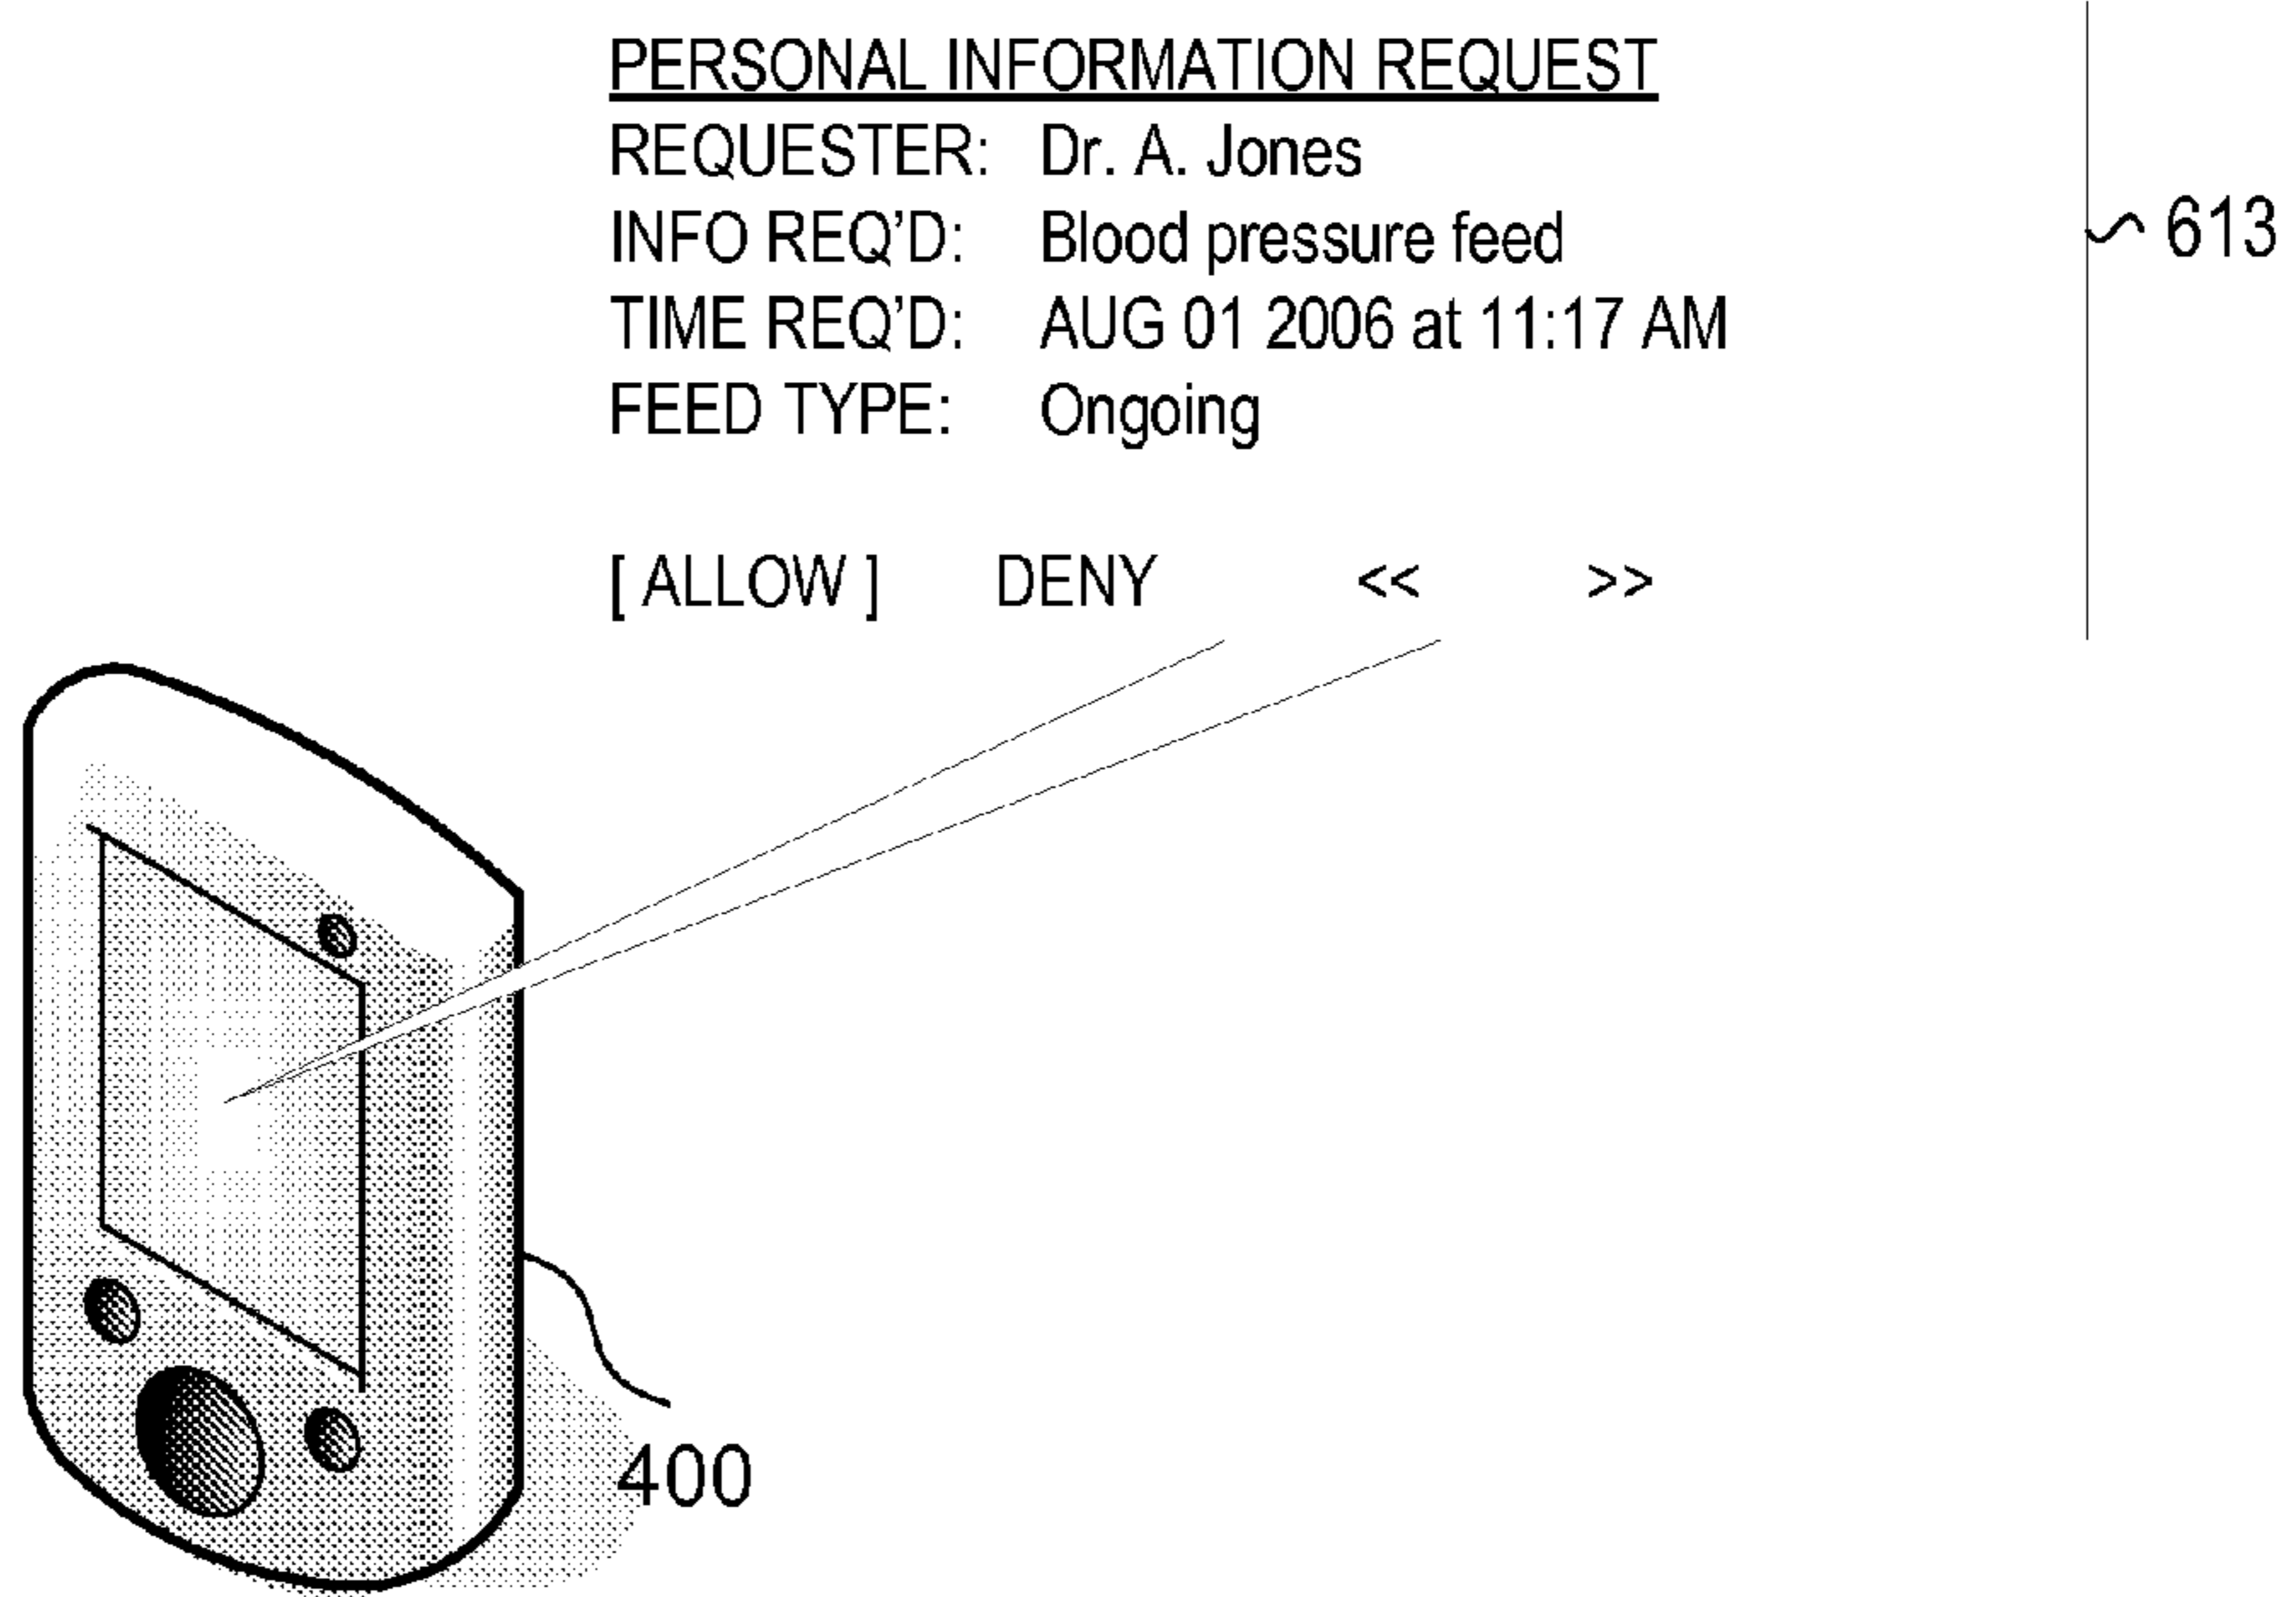 PERSONAL INFORMATION REQUEST
REQUESTER: Dr. A. Jones
INFO REQ'D: Blood pressure feed
613
TIME REQ'D: AUG 01 2006 at 11:17 AM
FEED TYPE: Ongoing
[ ALLOW ] DENY << >>
400